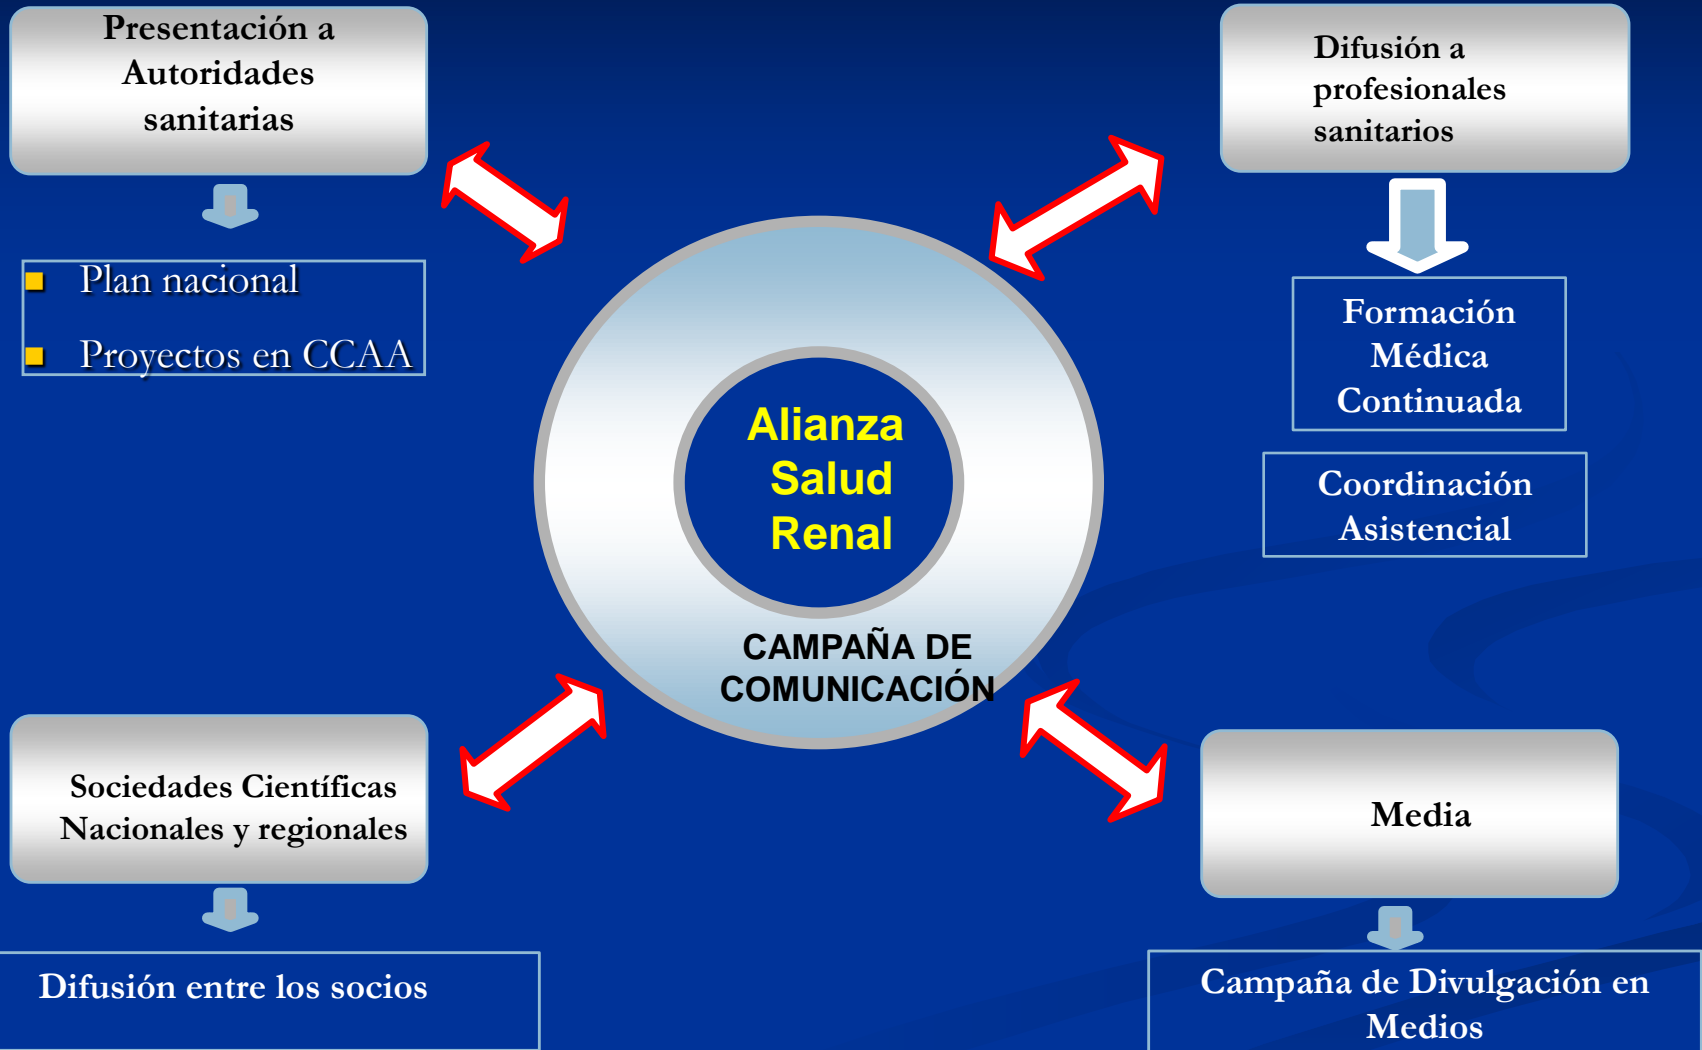 Presentación a
Autoridades
sanitarias
Plan nacional
Proyectos en CCAA
Difusión a
profesionales
sanitarios
Formación
Médica
Continuada
Coordinación
Asistencial
Alianza
Salud
Renal
CAMPAÑA DE
COMUNICACIÓN
Sociedades Científicas
Nacionales y regionales
Difusión entre los socios
Media
Campaña de Divulgación en
Medios